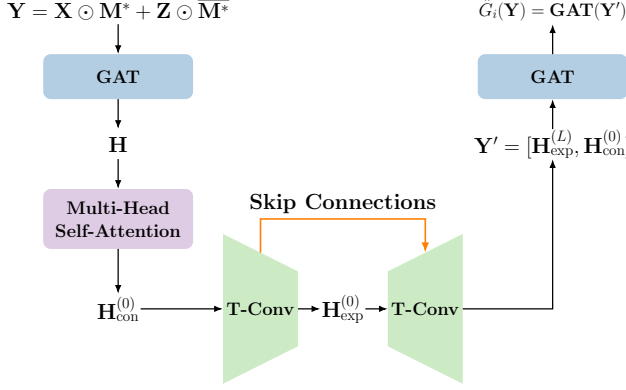 Y = X ⊙ M* + Z ⊙ M̅*
GAT
H
Multi-Head
Self-Attention
H_con^(0)
T-Conv
Skip Connections
H_exp^(0)
T-Conv
Y′ = [H_exp^(L), H_con^(0)
GAT
Ĝ_i(Y) = GAT(Y′)